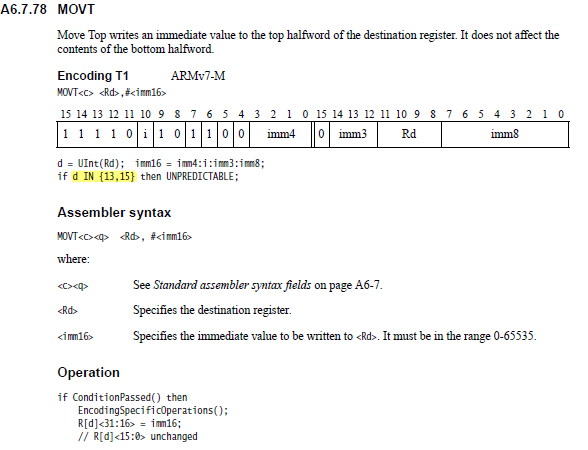 A6.7.78 MOVT
Move Top writes an immediate value to the top halfword of the destination register. It does not affect the
contents of the bottom halfword.
Encoding T1 ARMv7-M
MOVT<c> <Rd>,#<imm16>
15 14 13 12 11 10 9 8 7 6 5 4 3 2 1 0 15 14 13 12 11 10 9 8 7 6 5 4 3 2 1 0
1 1 1 1 0 i 1 0 1 1 0 0 imm4 0 imm3 Rd imm8
d = UInt(Rd); imm16 = imm4:i:imm3:imm8;
if d IN {13,15} then UNPREDICTABLE;
Assembler syntax
MOVT<c><q> <Rd>, #<imm16>
where:
<c><q> See Standard assembler syntax fields on page A6-7.
<Rd> Specifies the destination register.
<imm16> Specifies the immediate value to be written to <Rd>. It must be in the range 0-65535.
Operation
if ConditionPassed() then
EncodingSpecificOperations();
R[d]<31:16> = imm16;
// R[d]<15:0> unchanged